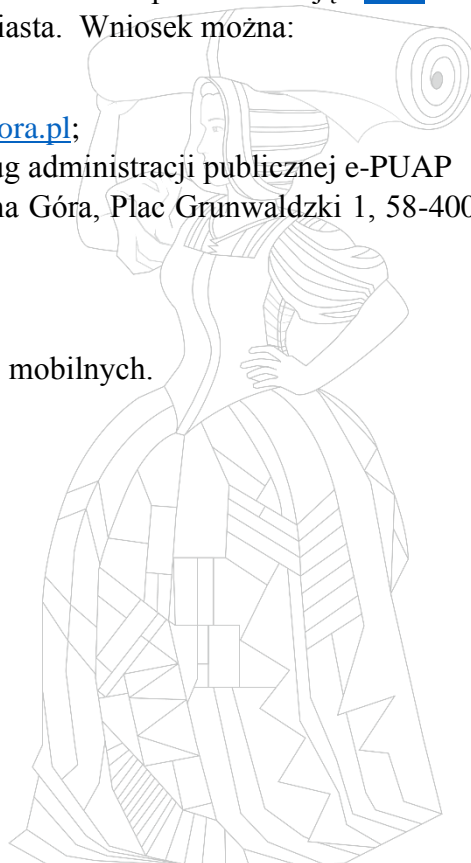 iasta. Wniosek można:
ora.pl;
ug administracji publicznej e-PUAP
na Góra, Plac Grunwaldzki 1, 58-400
mobilnych.